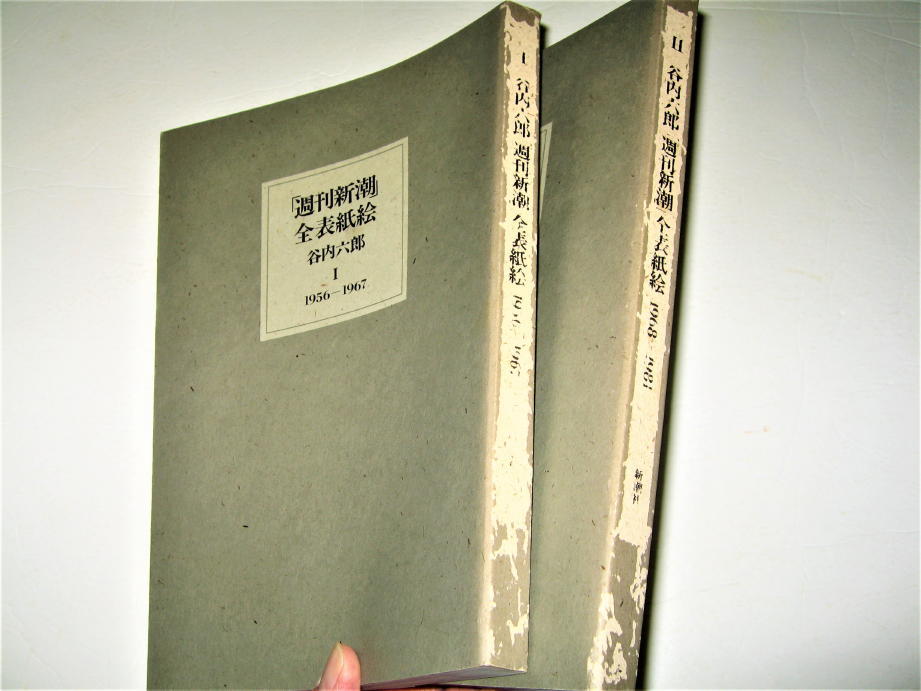 「週刊新潮」
全表紙絵
谷内六郎
I
1956―1967
I 谷内六郎 週刊新潮 全表紙絵
II 谷内六郎 週刊新潮 全表紙絵 1968 1981 新潮社